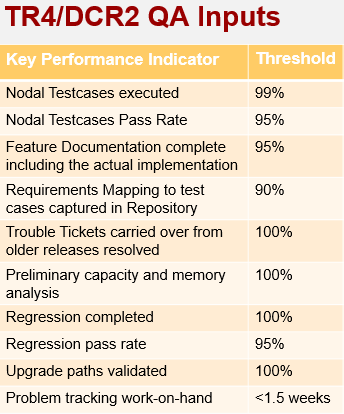 TR4/DCR2 QA Inputs
Key Performance Indicator Threshold
Nodal Testcases executed 99%
Nodal Testcases Pass Rate 95%
Feature Documentation complete 95%
including the actual implementation
Requirements Mapping to test 90%
cases captured in Repository
Trouble Tickets carried over from 100%
older releases resolved
Preliminary capacity and memory 100%
analysis
Regression completed 100%
Regression pass rate 95%
Upgrade paths validated 100%
Problem tracking work-on-hand <1.5 weeks